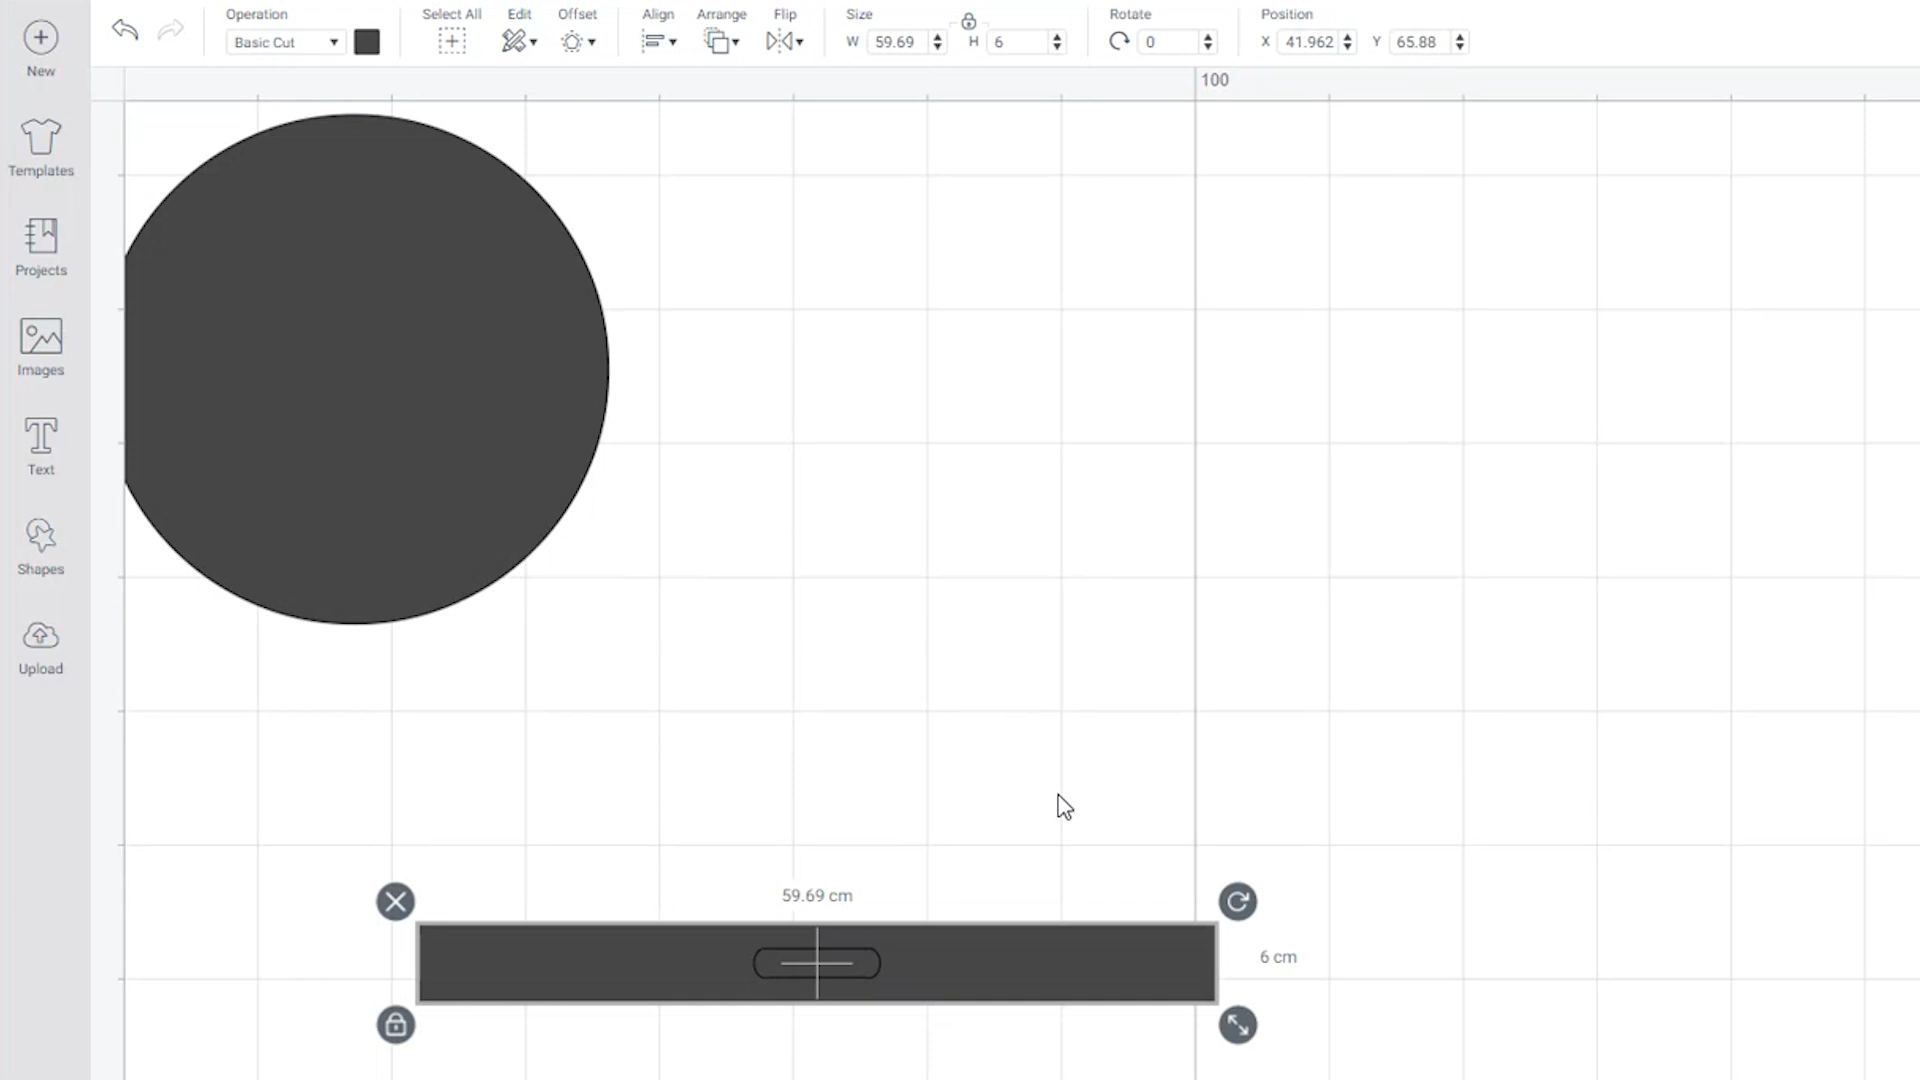 Operation
Select All
Edit
Offset
Align
Arrange
Flip
Size
Rotate
Position
Basic Cut
W 59.69
H 6
0
X 41.962
Y 65.88
New
Templates
Projects
Images
Text
Shapes
Upload
100
59.69 cm
6 cm